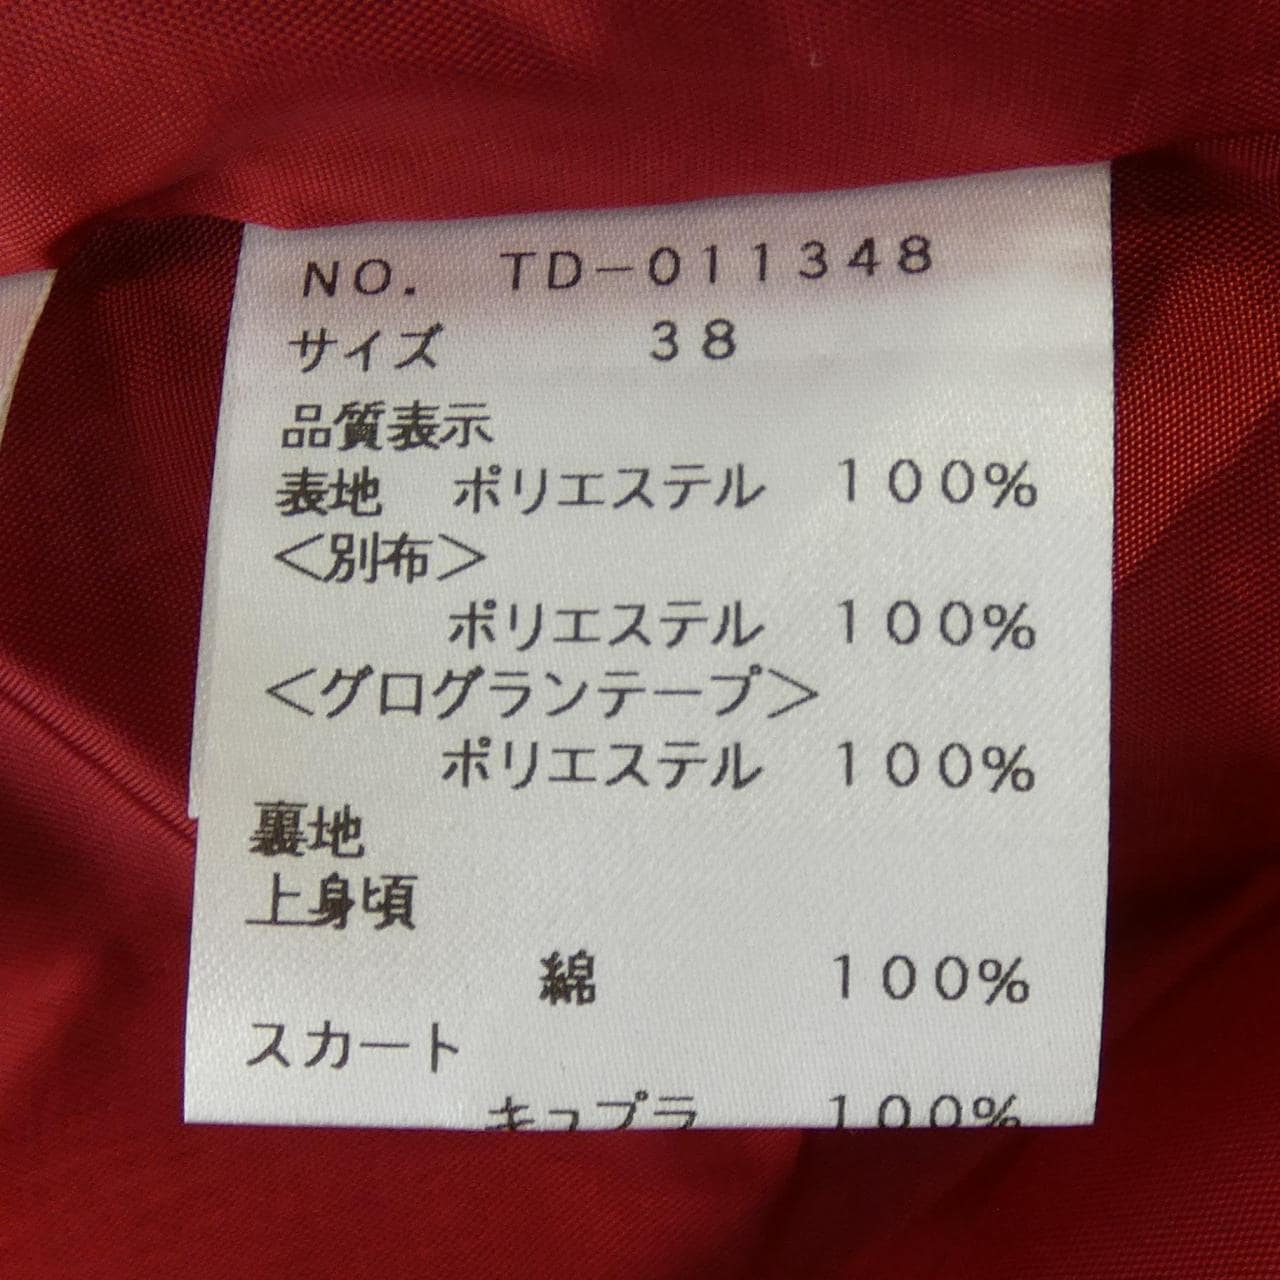 NO. TD-011348
サイズ 38
品質表示
表地 ポリエステル 100%
<別布>
ポリエステル 100%
<グログランテープ>
ポリエステル 100%
裏地
上身頃
綿 100%
スカート
キュプラ 100%